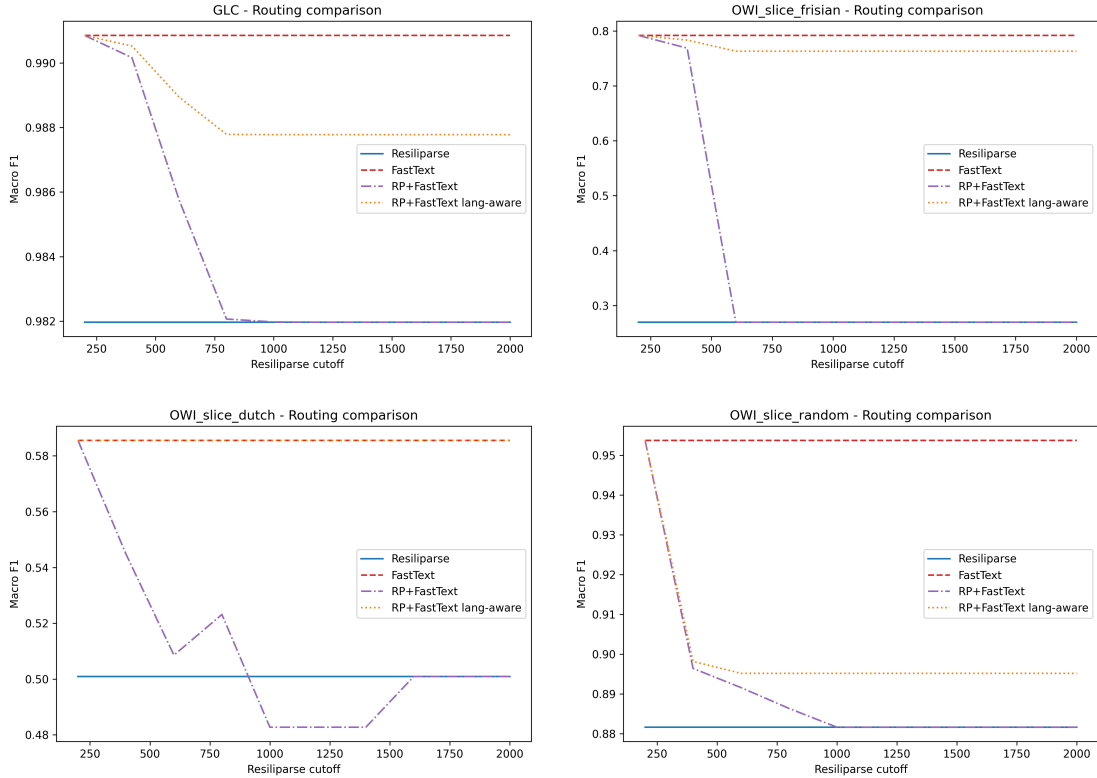 GLC - Routing comparison
Macro F1
0.990
0.988
0.986
0.984
0.982
Resiliparse
FastText
RP+FastText
RP+FastText lang-aware
250 500 750 1000 1250 1500 1750 2000
Resiliparse cutoff
OWI_slice_frisian - Routing comparison
Macro F1
0.8
0.7
0.6
0.5
0.4
0.3
Resiliparse
FastText
RP+FastText
RP+FastText lang-aware
250 500 750 1000 1250 1500 1750 2000
Resiliparse cutoff
OWI_slice_dutch - Routing comparison
Macro F1
0.58
0.56
0.54
0.52
0.50
0.48
Resiliparse
FastText
RP+FastText
RP+FastText lang-aware
250 500 750 1000 1250 1500 1750 2000
Resiliparse cutoff
OWI_slice_random - Routing comparison
Macro F1
0.95
0.94
0.93
0.92
0.91
0.90
0.89
0.88
Resiliparse
FastText
RP+FastText
RP+FastText lang-aware
250 500 750 1000 1250 1500 1750 2000
Resiliparse cutoff